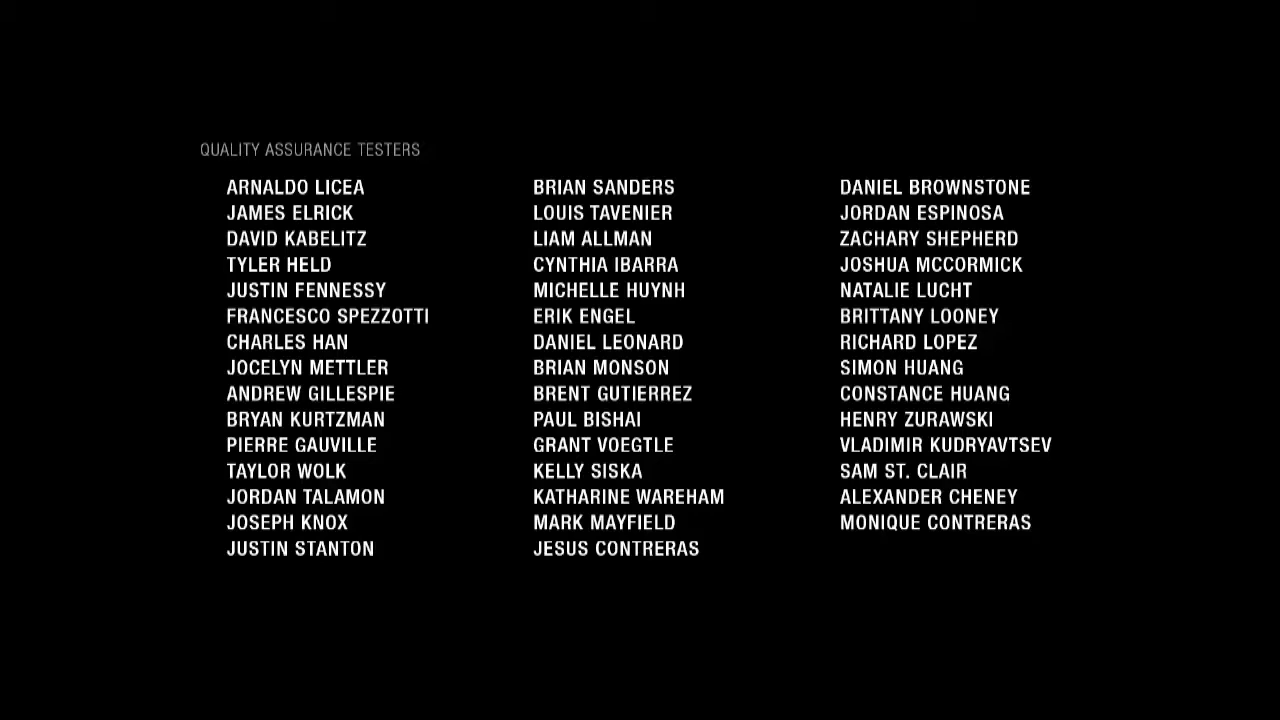 QUALITY ASSURANCE TESTERS
ARNALDO LICEA
JAMES ELRICK
DAVID KABELITZ
TYLER HELD
JUSTIN FENNESSY
FRANCESCO SPEZZOTTI
CHARLES HAN
JOCELYN METTLER
ANDREW GILLESPIE
BRYAN KURTZMAN
PIERRE GAUVILLE
TAYLOR WOLK
JORDAN TALAMON
JOSEPH KNOX
JUSTIN STANTON
BRIAN SANDERS
LOUIS TAVENIER
LIAM ALLMAN
CYNTHIA IBARRA
MICHELLE HUYNH
ERIK ENGEL
DANIEL LEONARD
BRIAN MONSON
BRENT GUTIERREZ
PAUL BISHAI
GRANT VOEGTLE
KELLY SISKA
KATHARINE WAREHAM
MARK MAYFIELD
JESUS CONTRERAS
DANIEL BROWNSTONE
JORDAN ESPINOSA
ZACHARY SHEPHERD
JOSHUA MCCORMICK
NATALIE LUCHT
BRITTANY LOONEY
RICHARD LOPEZ
SIMON HUANG
CONSTANCE HUANG
HENRY ZURAWSKI
VLADIMIR KUDRYAVTSEV
SAM ST. CLAIR
ALEXANDER CHENEY
MONIQUE CONTRERAS